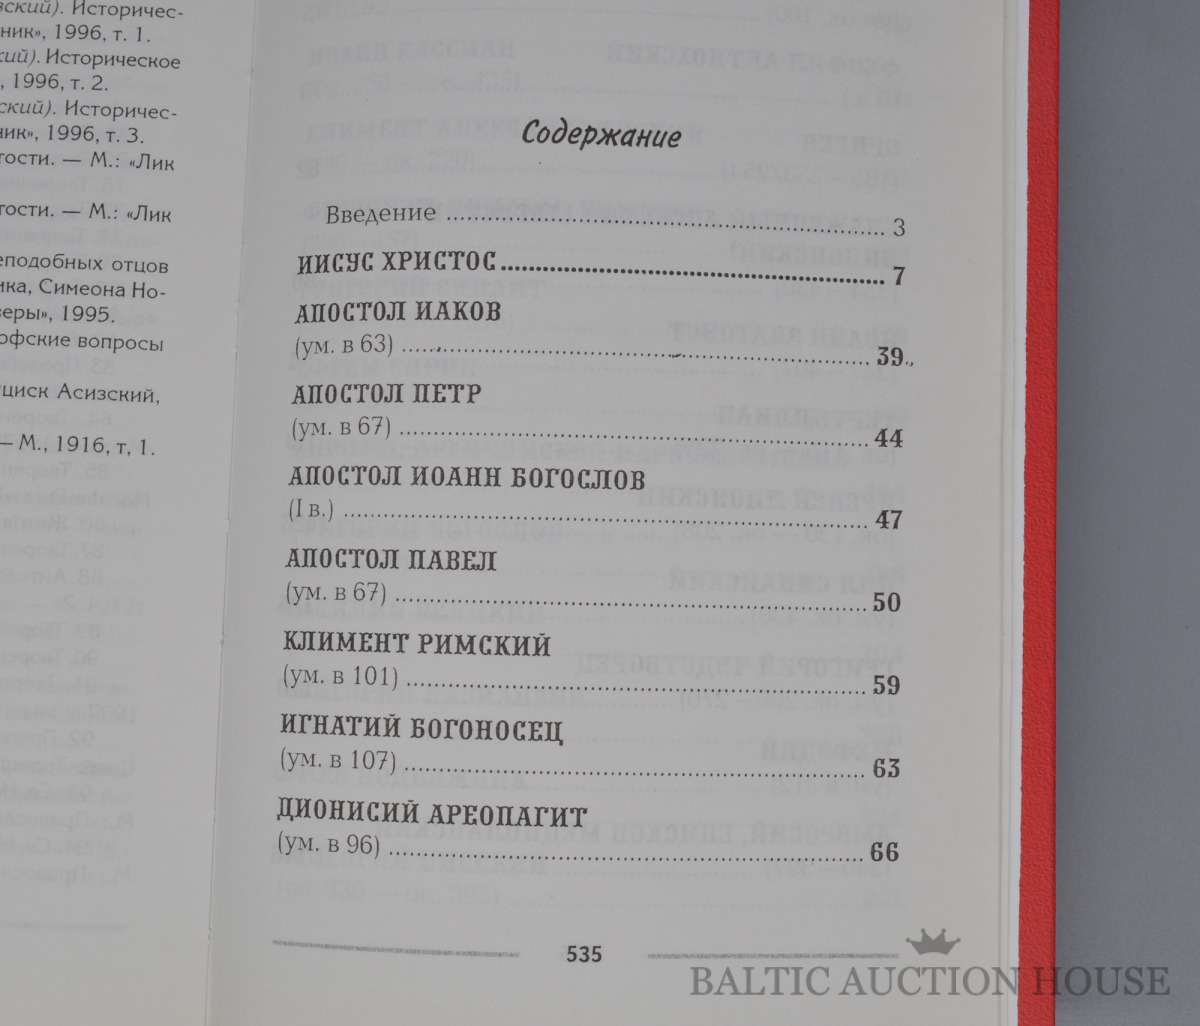 вский). Историчес-
ник», 1996, т. 1.
ский). Историческое
, 1996, т. 2.
ский). Историчес-
ник», 1996, т. 3.
тости. — М.: «Лик
тости. — М.: «Лик
еподобных отцов
ика, Симеона Но-
веры», 1995.
офские вопросы
циск Асизский,
— М., 1916, т, 1.
Содержание
Введение 3
ИИСУС ХРИСТОС 7
АПОСТОЛ ИАКОВ
(ум. в 63) 39
АПОСТОЛ ПЕТР
(ум. в 67) 44
АПОСТОЛ ИОАНН БОГОСЛОВ
(I в.) 47
АПОСТОЛ ПАВЕЛ
(ум. в 67) 50
КЛИМЕНТ РИМСКИЙ
(ум. в 101) 59
ИГНАТИЙ БОГОНОСЕЦ
(ум. в 107) 63
ДИОНИСИЙ АРЕОПАГИТ
(ум. в 96) 66
535
BALTIC AUCTION HOUSE